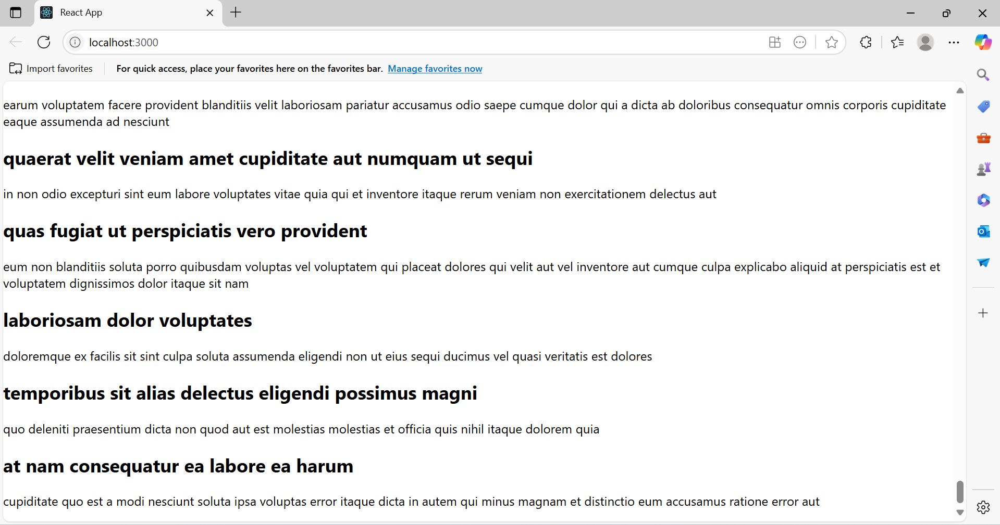 React App
localhost:3000
Import favorites
For quick access, place your favorites here on the favorites bar. Manage favorites now
earum voluptatem facere provident blanditiis velit laboriosam pariatur accusamus odio saepe cumque dolor qui a dicta ab doloribus consequatur omnis corporis cupiditate
eaque assumenda ad nesciunt
quaerat velit veniam amet cupiditate aut numquam ut sequi
in non odio excepturi sint eum labore voluptates vitae quia qui et inventore itaque rerum veniam non exercitationem delectus aut
quas fugiat ut perspiciatis vero provident
eum non blanditiis soluta porro quibusdam voluptas vel voluptatem qui placeat dolores qui velit aut vel inventore aut cumque culpa explicabo aliquid at perspiciatis est et
voluptatem dignissimos dolor itaque sit nam
laboriosam dolor voluptates
doloremque ex facilis sit sint culpa soluta assumenda eligendi non ut eius sequi ducimus vel quasi veritatis est dolores
temporibus sit alias delectus eligendi possimus magni
quo deleniti praesentium dicta non quod aut est molestias molestias et officia quis nihil itaque dolorem quia
at nam consequatur ea labore ea harum
cupiditate quo est a modi nesciunt soluta ipsa voluptas error itaque dicta in autem qui minus magnam et distinctio eum accusamus ratione error aut